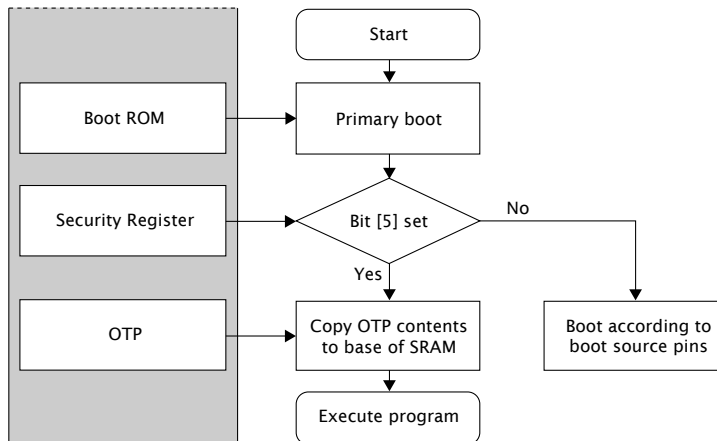 Start
Boot ROM
Primary boot
Security Register
Bit [5] set
No
Yes
OTP
Copy OTP contents
to base of SRAM
Boot according to
boot source pins
Execute program